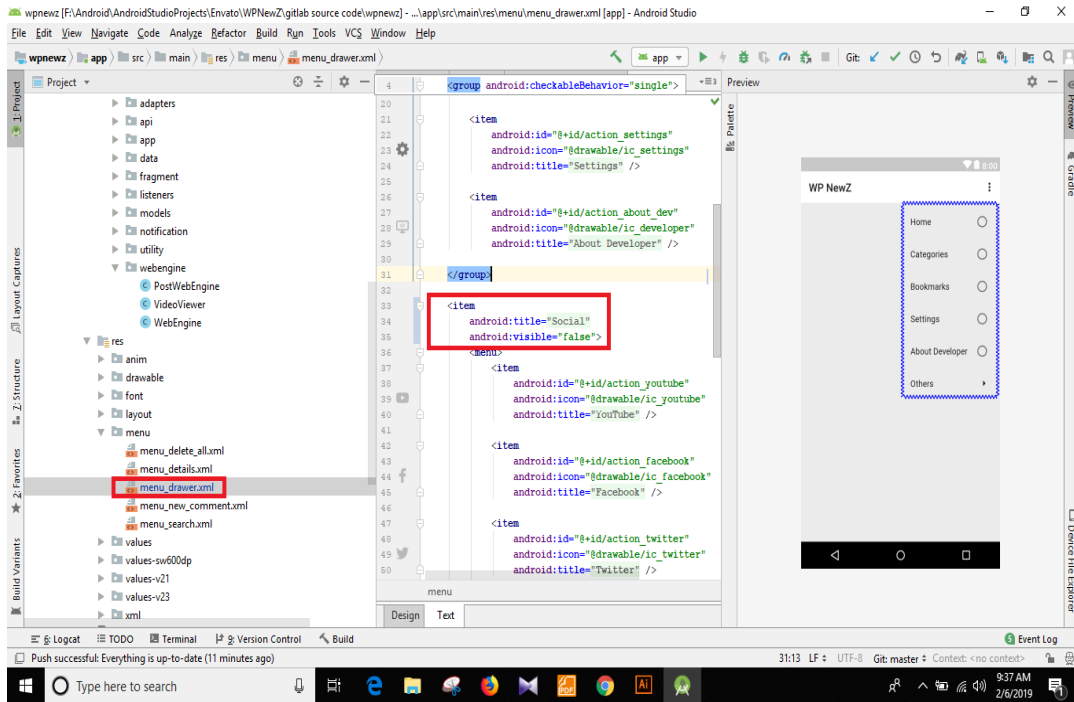 wpnewz [F:\Android\AndroidStudioProjects\Envato\WPNewZ\gitlab source code\wpnewz] - ...\app\src\main\res\menu\menu_drawer.xml [app] - Android Studio
File Edit View Navigate Code Analyze Refactor Build Run Tools VCS Window Help
wpnewz app src main res menu menu_drawer.xml
app
Git:
Project
adapters
api
app
data
fragment
listeners
models
notification
utility
webengine
PostWebEngine
VideoViewer
WebEngine
res
anim
drawable
font
layout
menu
menu_delete_all.xml
menu_details.xml
menu_drawer.xml
menu_new_comment.xml
menu_search.xml
values
values-sw600dp
values-v21
values-v23
xml
1: Project
Layout Captures
7: Structure
2: Favorites
Build Variants
4 <group android:checkableBehavior="single">
20
21 <item
22 android:id="@+id/action_settings"
23 android:icon="@drawable/ic_settings"
24 android:title="Settings" />
25
26 <item
27 android:id="@+id/action_about_dev"
28 android:icon="@drawable/ic_developer"
29 android:title="About Developer" />
30
31 </group>
32
33 <item
34 android:title="Social"
35 android:visible="false">
36 <menu>
37 <item
38 android:id="@+id/action_youtube"
39 android:icon="@drawable/ic_youtube"
40 android:title="YouTube" />
41
42 <item
43 android:id="@+id/action_facebook"
44 android:icon="@drawable/ic_facebook"
45 android:title="Facebook" />
46
47 <item
48 android:id="@+id/action_twitter"
49 android:icon="@drawable/ic_twitter"
50 android:title="Twitter" />
menu
Design Text
Preview
Palette
8:00
WP NewZ
Home
Categories
Bookmarks
Settings
About Developer
Others
Preview
Gradle
Device File Explorer
6: Logcat TODO Terminal 9: Version Control Build
Event Log
Push successful: Everything is up-to-date (11 minutes ago)
31:13 LF UTF-8 Git: master Context: <no context>
Type here to search
9:37 AM
2/6/2019